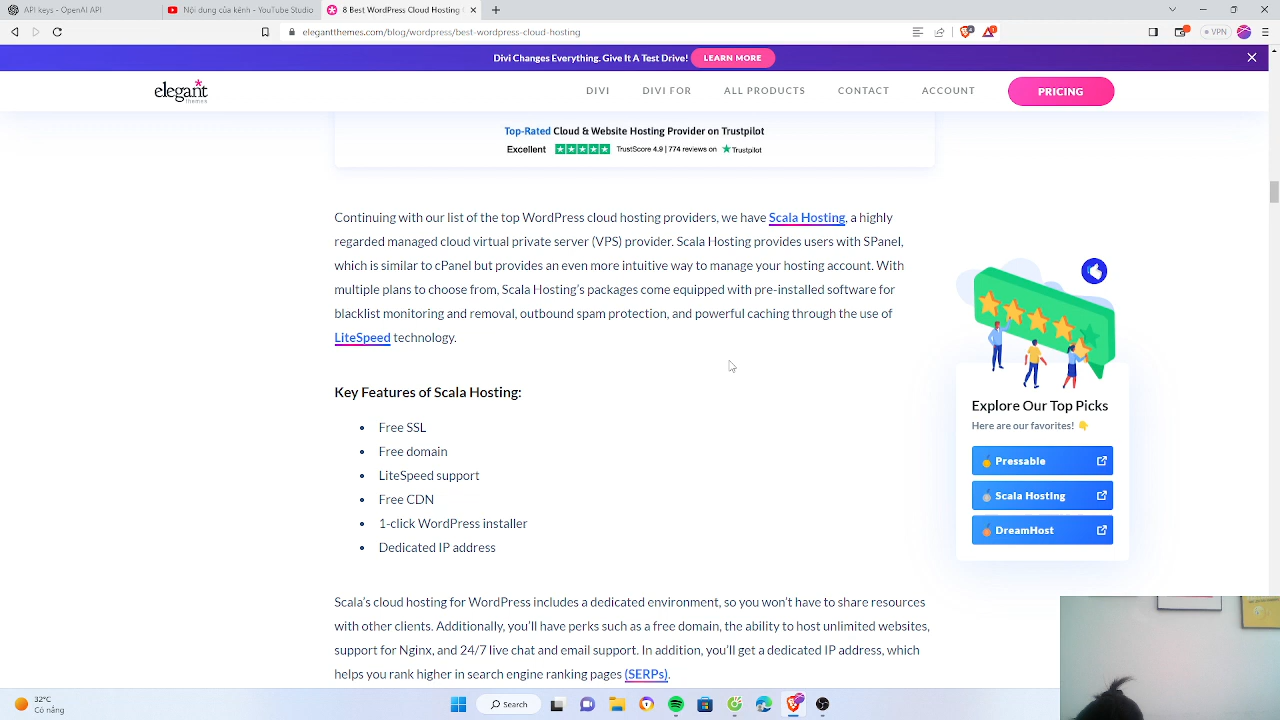 API keys - OpenAI API
Nội dung của kênh - YouTube Studio
8 Best WordPress Cloud Hosting C
elegantthemes.com/blog/wordpress/best-wordpress-cloud-hosting
VPN
Divi Changes Everything. Give It A Test Drive!
LEARN MORE
elegant
themes
DIVI
DIVI FOR
ALL PRODUCTS
CONTACT
ACCOUNT
PRICING
Top-Rated Cloud & Website Hosting Provider on Trustpilot
Excellent
TrustScore 4.9 | 774 reviews on
Trustpilot
Continuing with our list of the top WordPress cloud hosting providers, we have Scala Hosting, a highly
regarded managed cloud virtual private server (VPS) provider. Scala Hosting provides users with SPanel,
which is similar to cPanel but provides an even more intuitive way to manage your hosting account. With
multiple plans to choose from, Scala Hosting's packages come equipped with pre-installed software for
blacklist monitoring and removal, outbound spam protection, and powerful caching through the use of
LiteSpeed technology.
Key Features of Scala Hosting:
• Free SSL
• Free domain
• LiteSpeed support
• Free CDN
• 1-click WordPress installer
• Dedicated IP address
Scala's cloud hosting for WordPress includes a dedicated environment, so you won't have to share resources
with other clients. Additionally, you'll have perks such as a free domain, the ability to host unlimited websites,
support for Nginx, and 24/7 live chat and email support. In addition, you'll get a dedicated IP address, which
helps you rank higher in search engine ranking pages (SERPs).
Explore Our Top Picks
Here are our favorites! 👇
Pressable
Scala Hosting
DreamHost
32°C
Có nắng
Search